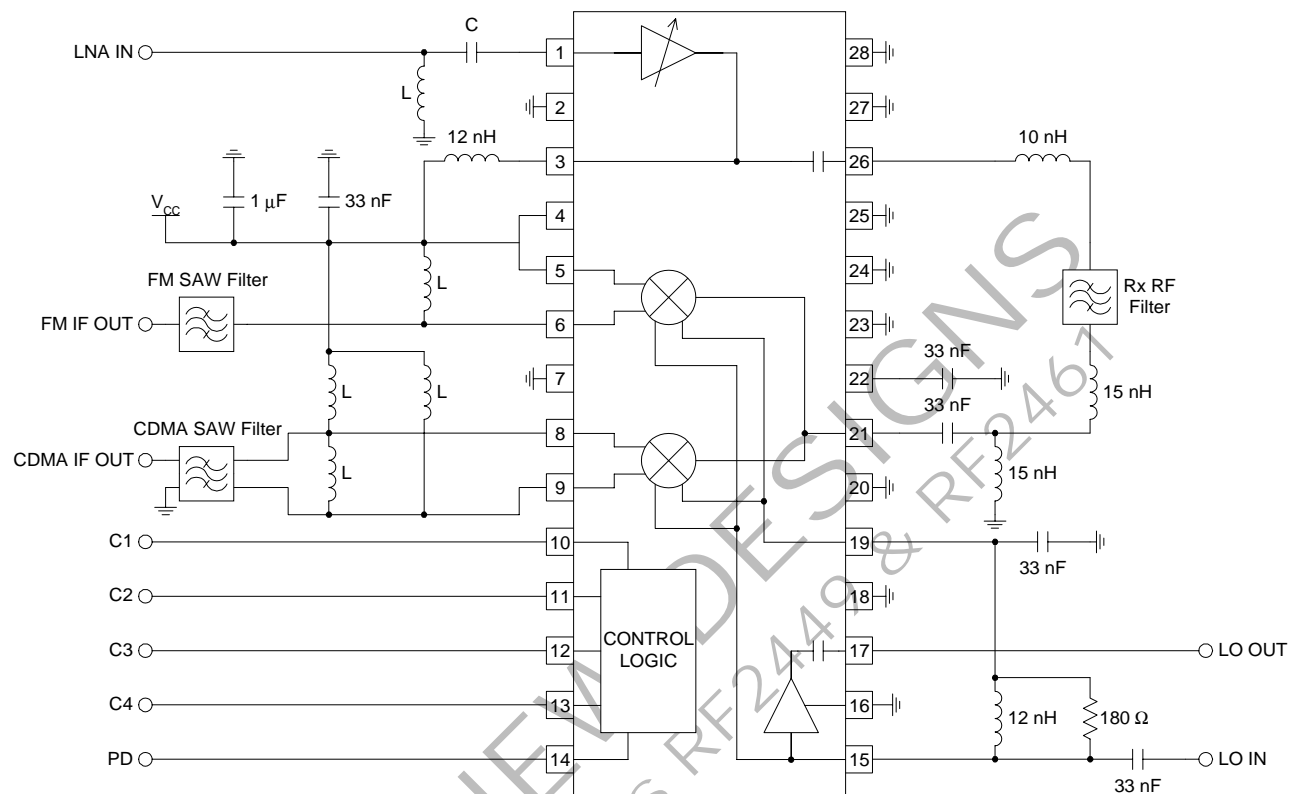 C
LNA IN
1
28
L
2
27
12 nH
10 nH
3
26
1 μF
33 nF
VCC
4
25
5
24
L
FM SAW Filter
Rx RF
Filter
FM IF OUT
6
23
33 nF
7
22
L
L
33 nF
15 nH
CDMA SAW Filter
8
21
CDMA IF OUT
L
15 nH
9
20
C1
10
19
33 nF
C2
11
18
CONTROL
LOGIC
C3
12
17
LO OUT
C4
13
16
12 nH
180 Ω
PD
14
15
LO IN
33 nF
NEW DESIGNS
RF2449 & RF2461